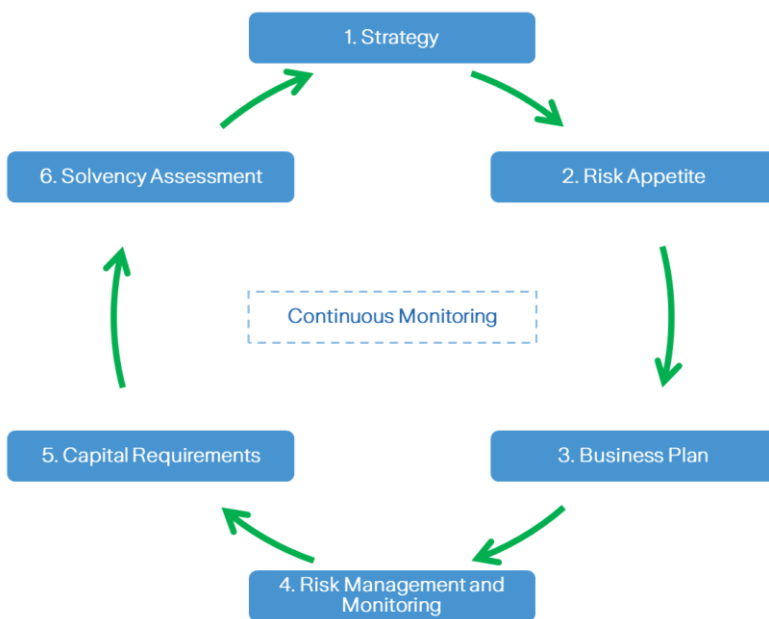 1. Strategy
2. Risk Appetite
3. Business Plan
4. Risk Management and
Monitoring
5. Capital Requirements
6. Solvency Assessment
Continuous Monitoring